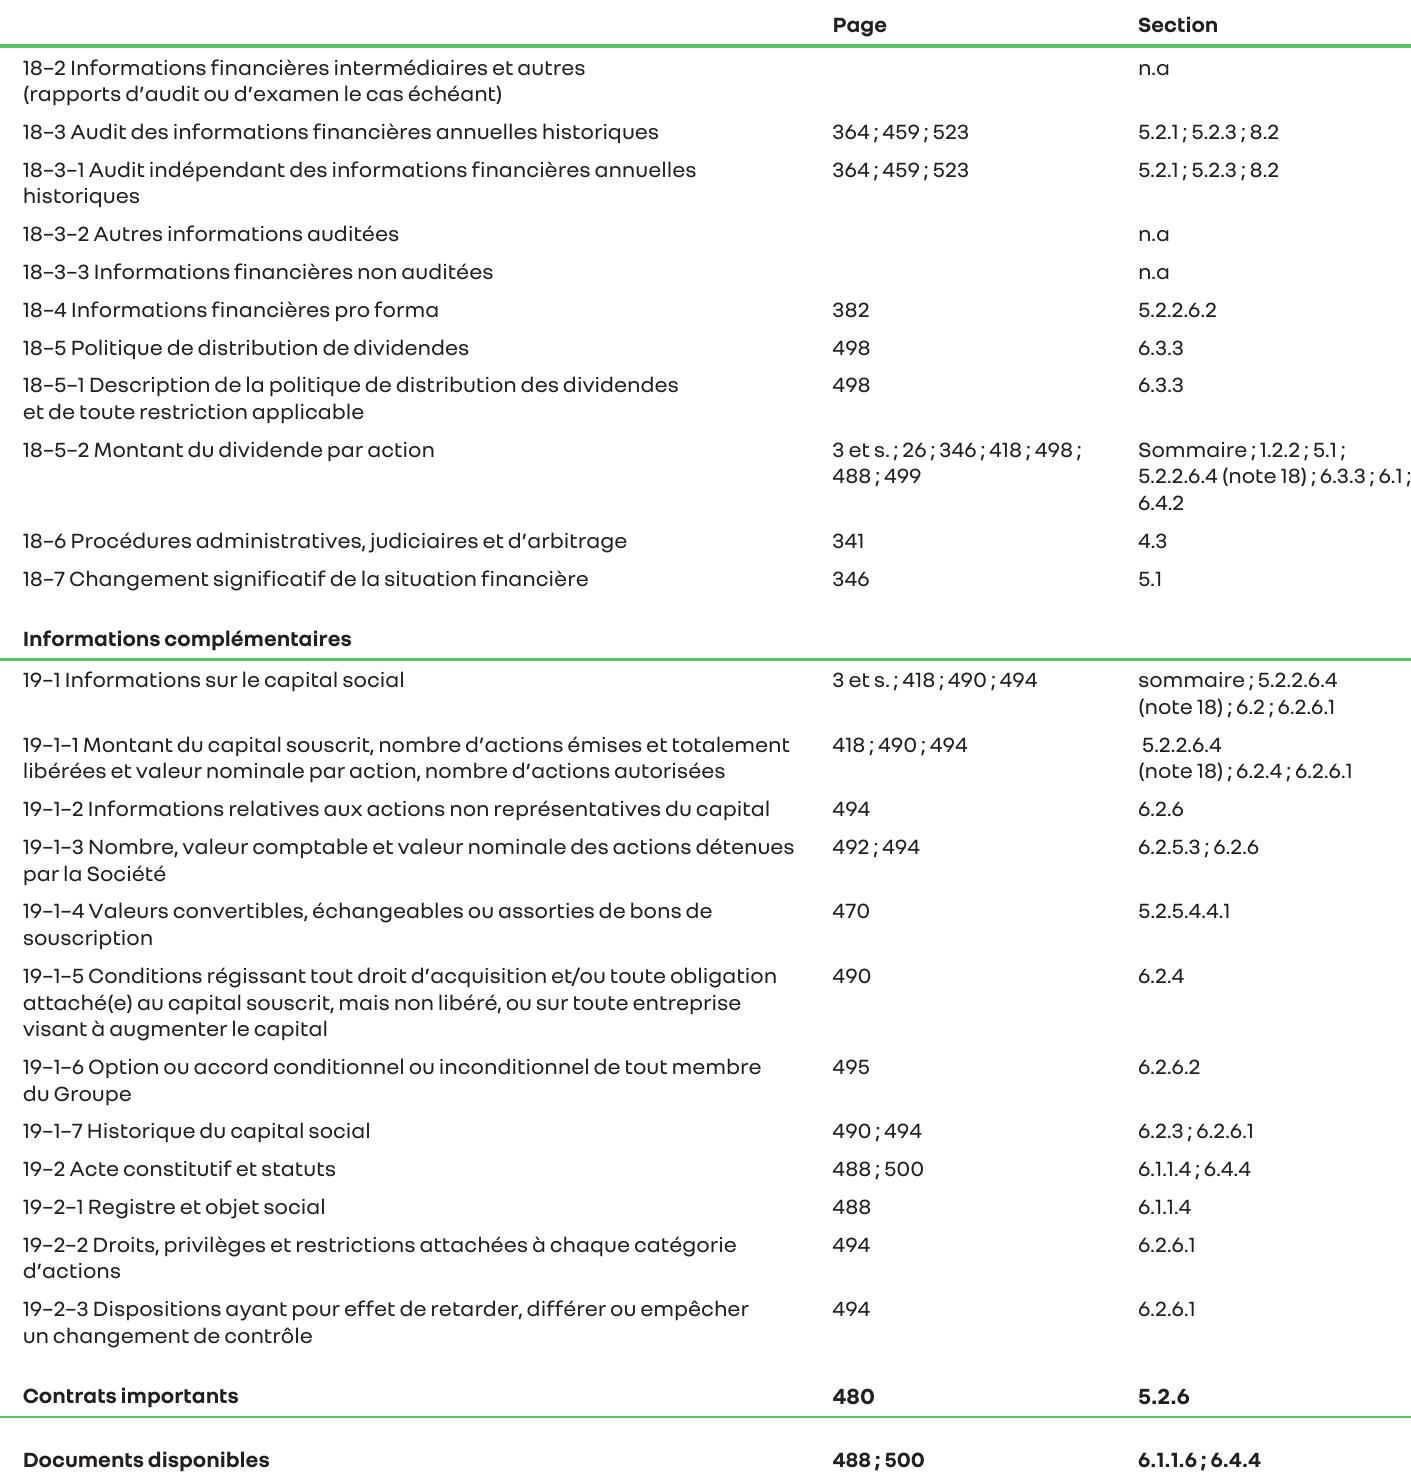 Page Section
18–2 Informations financières intermédiaires et autres n.a
(rapports d’audit ou d’examen le cas échéant)
18–3 Audit des informations financières annuelles historiques 364 ; 459 ; 523 5.2.1 ; 5.2.3 ; 8.2
18–3–1 Audit indépendant des informations financières annuelles 364 ; 459 ; 523 5.2.1 ; 5.2.3 ; 8.2
historiques
18–3–2 Autres informations auditées n.a
18–3–3 Informations financières non auditées n.a
18–4 Informations financières pro forma 382 5.2.2.6.2
18–5 Politique de distribution de dividendes 498 6.3.3
18–5–1 Description de la politique de distribution des dividendes 498 6.3.3
et de toute restriction applicable
18–5–2 Montant du dividende par action 3 et s. ; 26 ; 346 ; 418 ; 498 ; Sommaire ; 1.2.2 ; 5.1 ;
488 ; 499 5.2.2.6.4 (note 18) ; 6.3.3 ; 6.1 ;
6.4.2
18–6 Procédures administratives, judiciaires et d’arbitrage 341 4.3
18–7 Changement significatif de la situation financière 346 5.1
Informations complémentaires
19–1 Informations sur le capital social 3 et s. ; 418 ; 490 ; 494 sommaire ; 5.2.2.6.4
(note 18) ; 6.2 ; 6.2.6.1
19–1–1 Montant du capital souscrit, nombre d’actions émises et totalement 418 ; 490 ; 494 5.2.2.6.4
libérées et valeur nominale par action, nombre d’actions autorisées (note 18) ; 6.2.4 ; 6.2.6.1
19–1–2 Informations relatives aux actions non représentatives du capital 494 6.2.6
19–1–3 Nombre, valeur comptable et valeur nominale des actions détenues 492 ; 494 6.2.5.3 ; 6.2.6
par la Société
19–1–4 Valeurs convertibles, échangeables ou assorties de bons de 470 5.2.5.4.4.1
souscription
19–1–5 Conditions régissant tout droit d’acquisition et/ou toute obligation 490 6.2.4
attaché(e) au capital souscrit, mais non libéré, ou sur toute entreprise
visant à augmenter le capital
19–1–6 Option ou accord conditionnel ou inconditionnel de tout membre 495 6.2.6.2
du Groupe
19–1–7 Historique du capital social 490 ; 494 6.2.3 ; 6.2.6.1
19–2 Acte constitutif et statuts 488 ; 500 6.1.1.4 ; 6.4.4
19–2–1 Registre et objet social 488 6.1.1.4
19–2–2 Droits, privilèges et restrictions attachées à chaque catégorie 494 6.2.6.1
d’actions
19–2–3 Dispositions ayant pour effet de retarder, différer ou empêcher 494 6.2.6.1
un changement de contrôle
Contrats importants 480 5.2.6
Documents disponibles 488 ; 500 6.1.1.6 ; 6.4.4